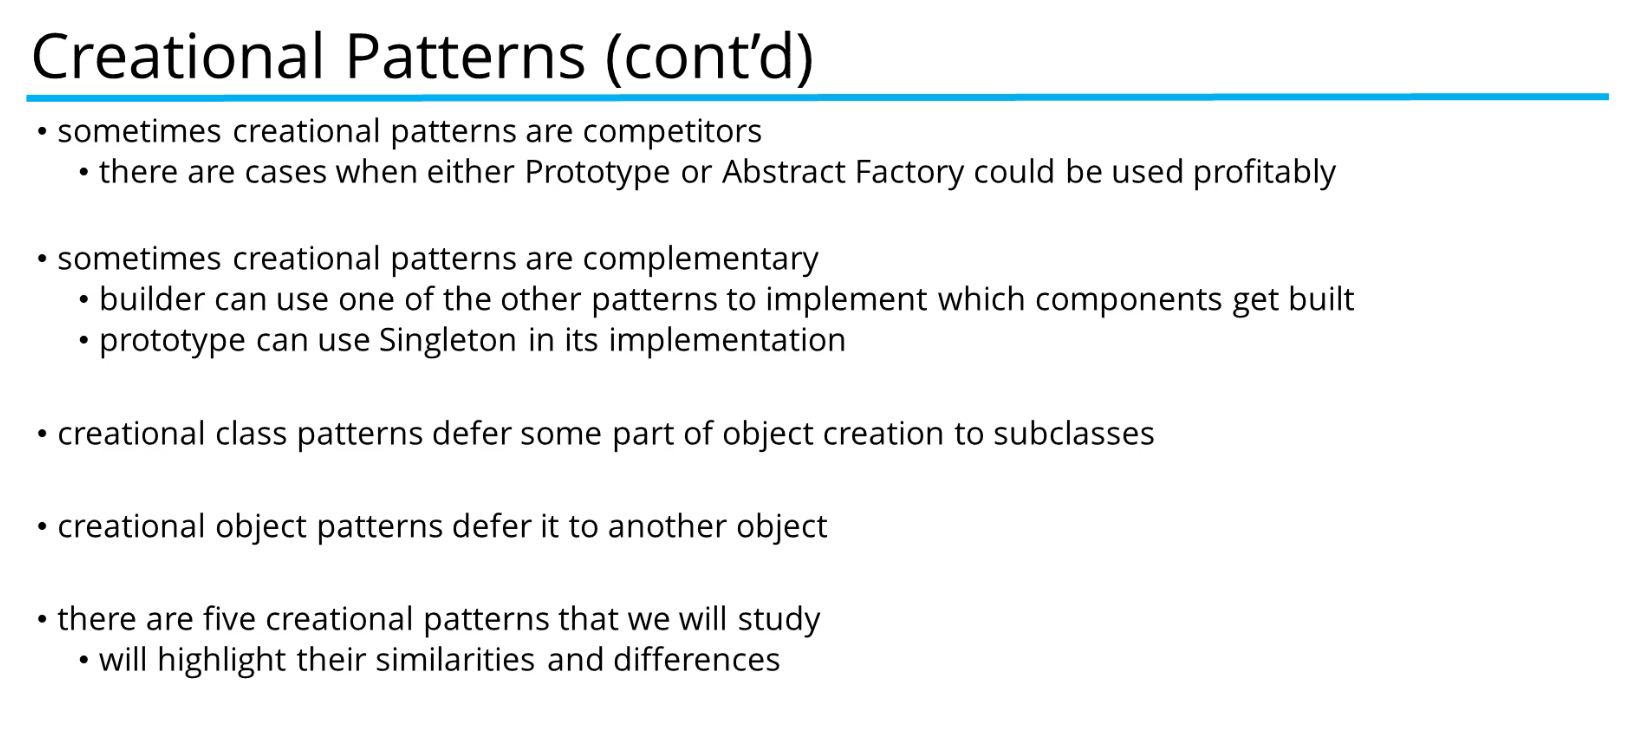 Creational Patterns (cont’d)
• sometimes creational patterns are competitors
• there are cases when either Prototype or Abstract Factory could be used profitably
• sometimes creational patterns are complementary
• builder can use one of the other patterns to implement which components get built
• prototype can use Singleton in its implementation
• creational class patterns defer some part of object creation to subclasses
• creational object patterns defer it to another object
• there are five creational patterns that we will study
• will highlight their similarities and differences